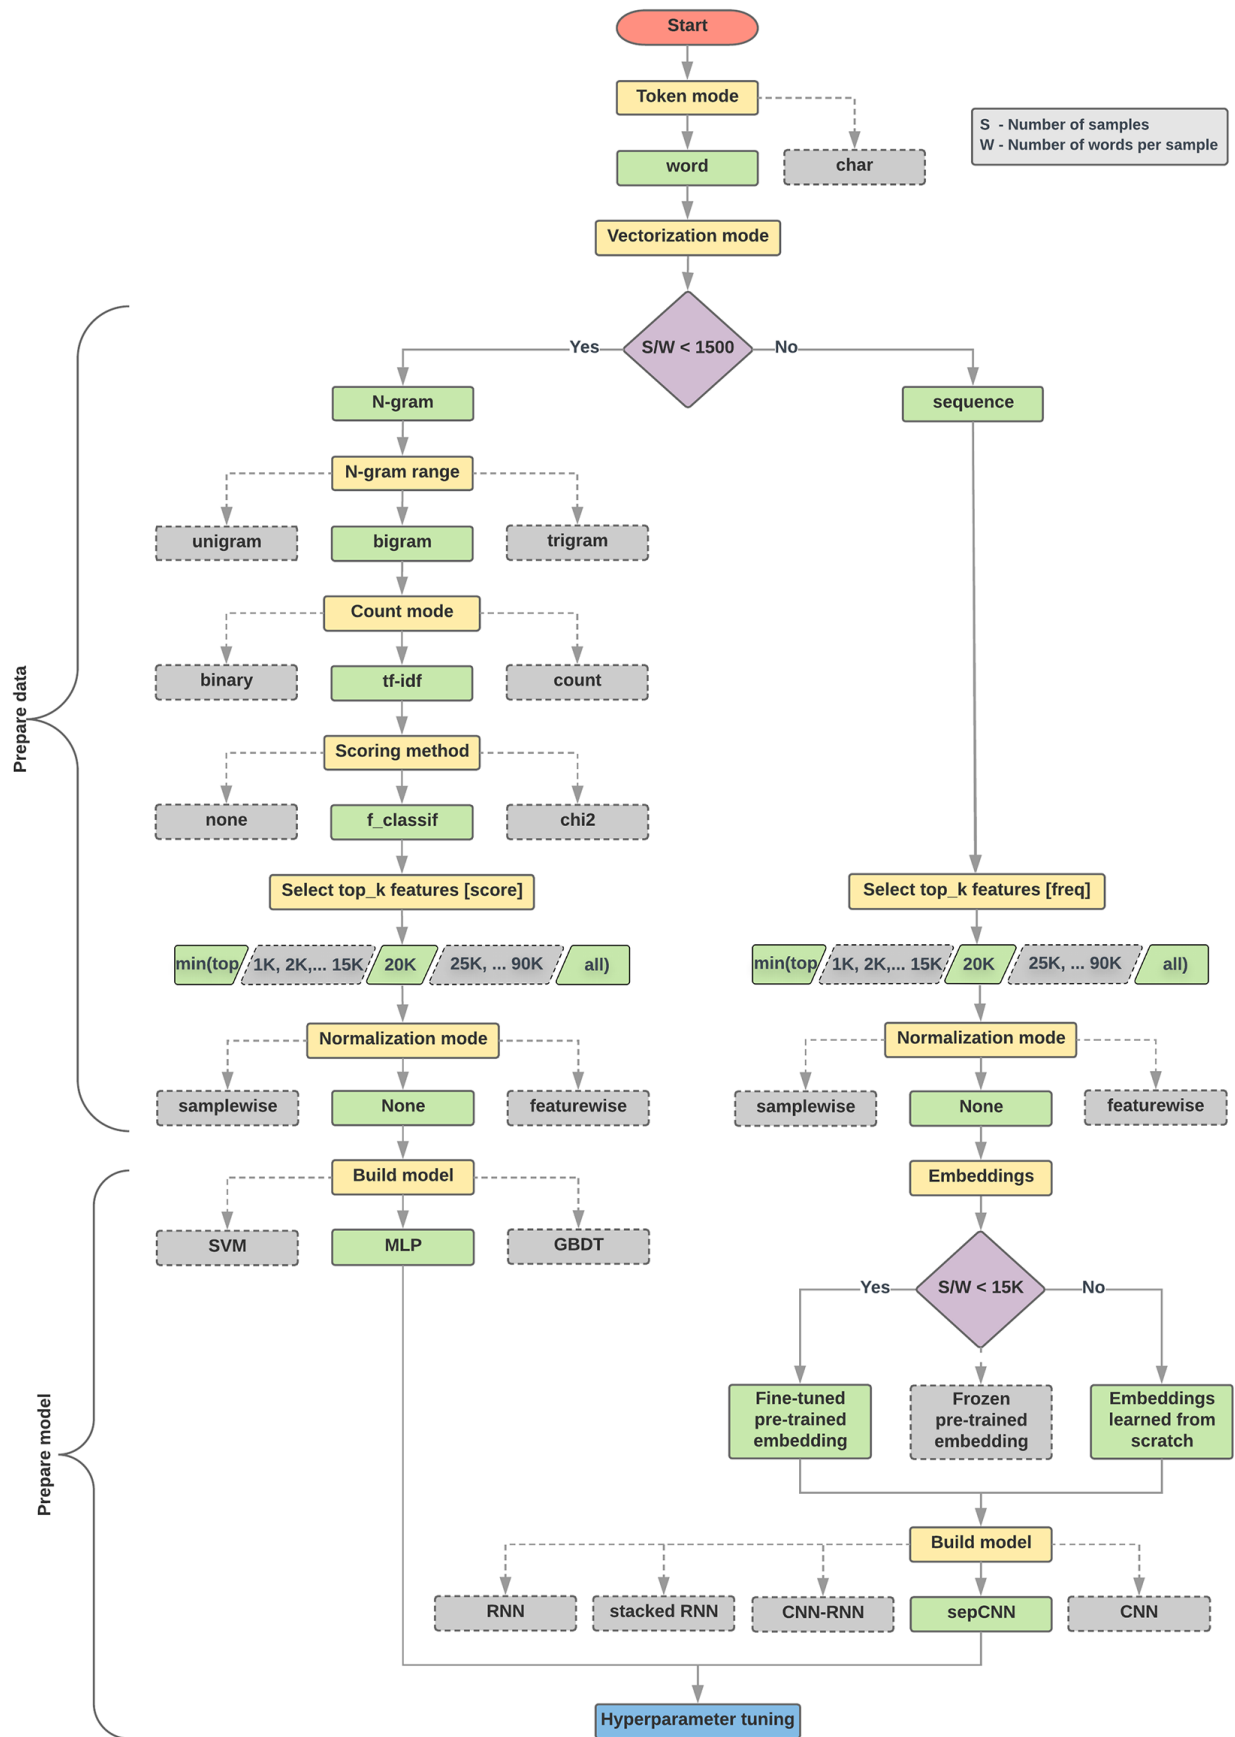 Start
Token mode
S - Number of samples
W - Number of words per sample
word
char
Vectorization mode
S/W < 1500
Yes
No
N-gram
sequence
N-gram range
unigram
bigram
trigram
Count mode
binary
tf-idf
count
Prepare data
Scoring method
none
f_classif
chi2
Select top_k features [score]
Select top_k features [freq]
min(top 1K, 2K,... 15K 20K 25K, ... 90K all)
min(top 1K, 2K,... 15K 20K 25K, ... 90K all)
Normalization mode
Normalization mode
samplewise
None
featurewise
samplewise
None
featurewise
Build model
Embeddings
SVM
MLP
GBDT
S/W < 15K
Yes
No
Prepare model
Fine-tuned
pre-trained
embedding
Frozen
pre-trained
embedding
Embeddings
learned from
scratch
Build model
RNN
stacked RNN
CNN-RNN
sepCNN
CNN
Hyperparameter tuning